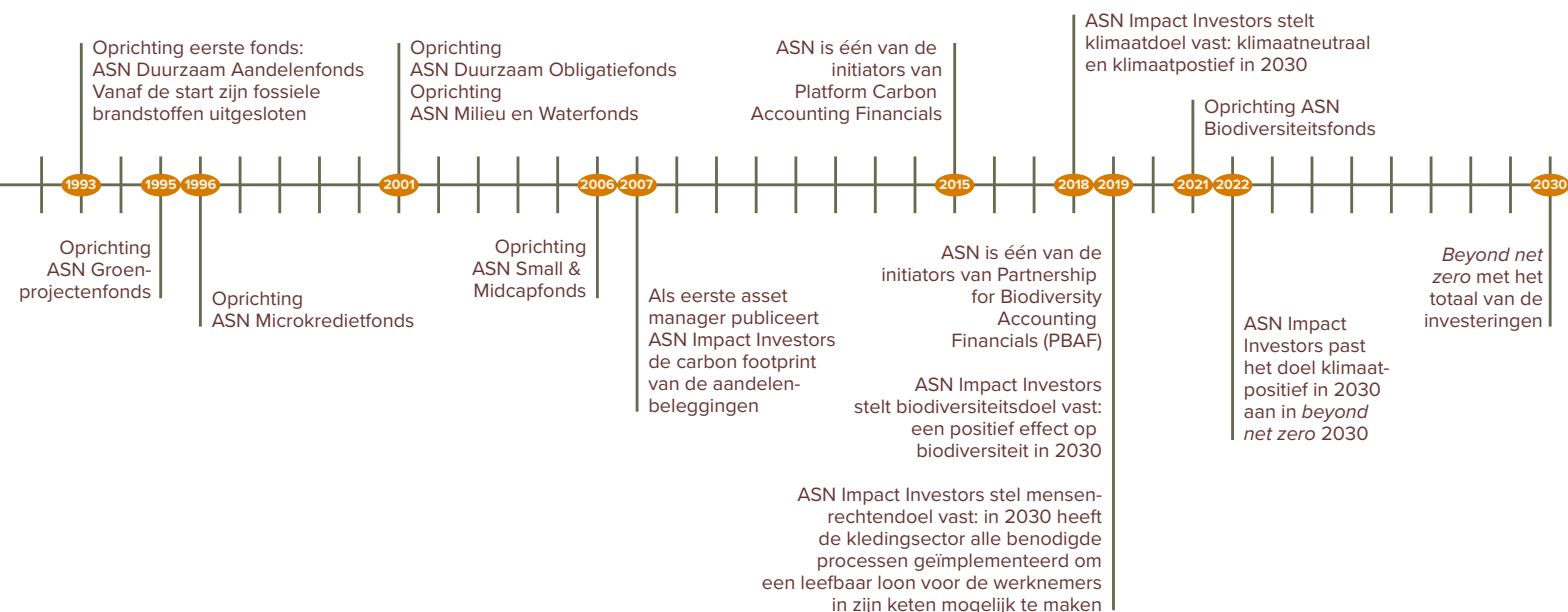 Oprichting eerste fonds:
ASN Duurzaam Aandelenfonds
Vanaf de start zijn fossiele
brandstoffen uitgesloten
Oprichting
ASN Duurzaam Obligatiefonds
Oprichting
ASN Milieu en Waterfonds
ASN is één van de
initiators van
Platform Carbon
Accounting Financials
ASN Impact Investors stelt
klimaatdoel vast: klimaatneutraal
en klimaatpostief in 2030
Oprichting ASN
Biodiversiteitsfonds
1993
1995
1996
2001
2006
2007
2015
2018
2019
2021
2022
2030
Oprichting
ASN Groen-
projectenfonds
Oprichting
ASN Microkredietfonds
Oprichting
ASN Small &
Midcapfonds
Als eerste asset
manager publiceert
ASN Impact Investors
de carbon footprint
van de aandelen-
beleggingen
ASN is één van de
initiators van Partnership
for Biodiversity
Accounting
Financials (PBAF)
ASN Impact Investors
stelt biodiversiteitsdoel vast:
een positief effect op
biodiversiteit in 2030
ASN Impact Investors stel mensen-
rechtendoel vast: in 2030 heeft
de kledingsector alle benodigde
processen geïmplementeerd om
een leefbaar loon voor de werknemers
in zijn keten mogelijk te maken
ASN Impact
Investors past
het doel klimaat-
positief in 2030
aan in beyond
net zero 2030
Beyond net
zero met het
totaal van de
investeringen